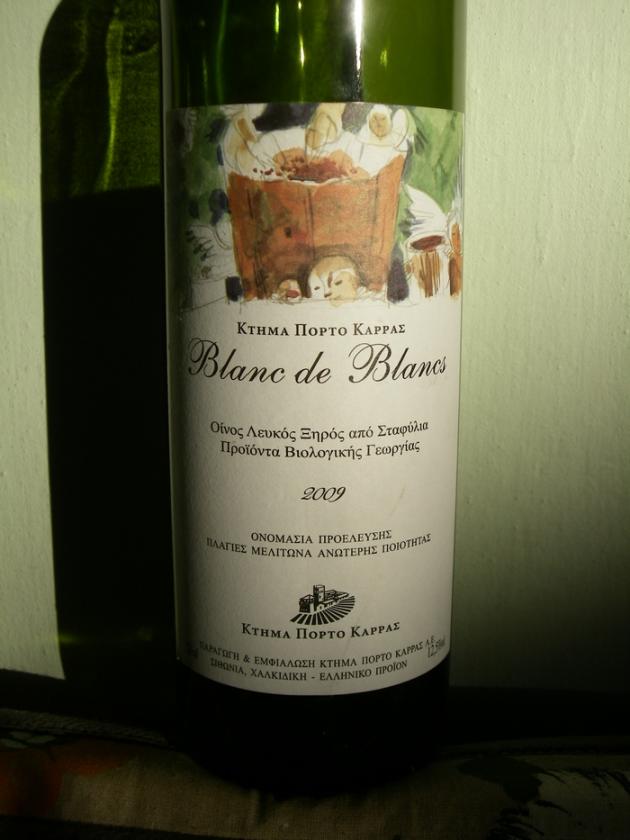 Κτημα Πορτο Καρρας
Blanc de Blancs
Οίνος Λευκός Ξηρός από Σταφύλια
Προϊόντα Βιολογικής Γεωργίας
2009
ΟΝΟΜΑΣΙΑ ΠΡΟΕΛΕΥΣΗΣ
ΠΛΑΓΙΕΣ ΜΕΛΙΤΩΝΑ ΑΝΩΤΕΡΗΣ ΠΟΙΟΤΗΤΑΣ
Κτημα Πορτο Καρρας
ΠΑΡΑΓΩΓΗ & ΕΜΦΙΑΛΩΣΗ ΚΤΗΜΑ ΠΟΡΤΟ ΚΑΡΡΑΣ Α.Ε.
ΣΙΘΩΝΙΑ, ΧΑΛΚΙΔΙΚΗ - ΕΛΛΗΝΙΚΟ ΠΡΟΪΟΝ